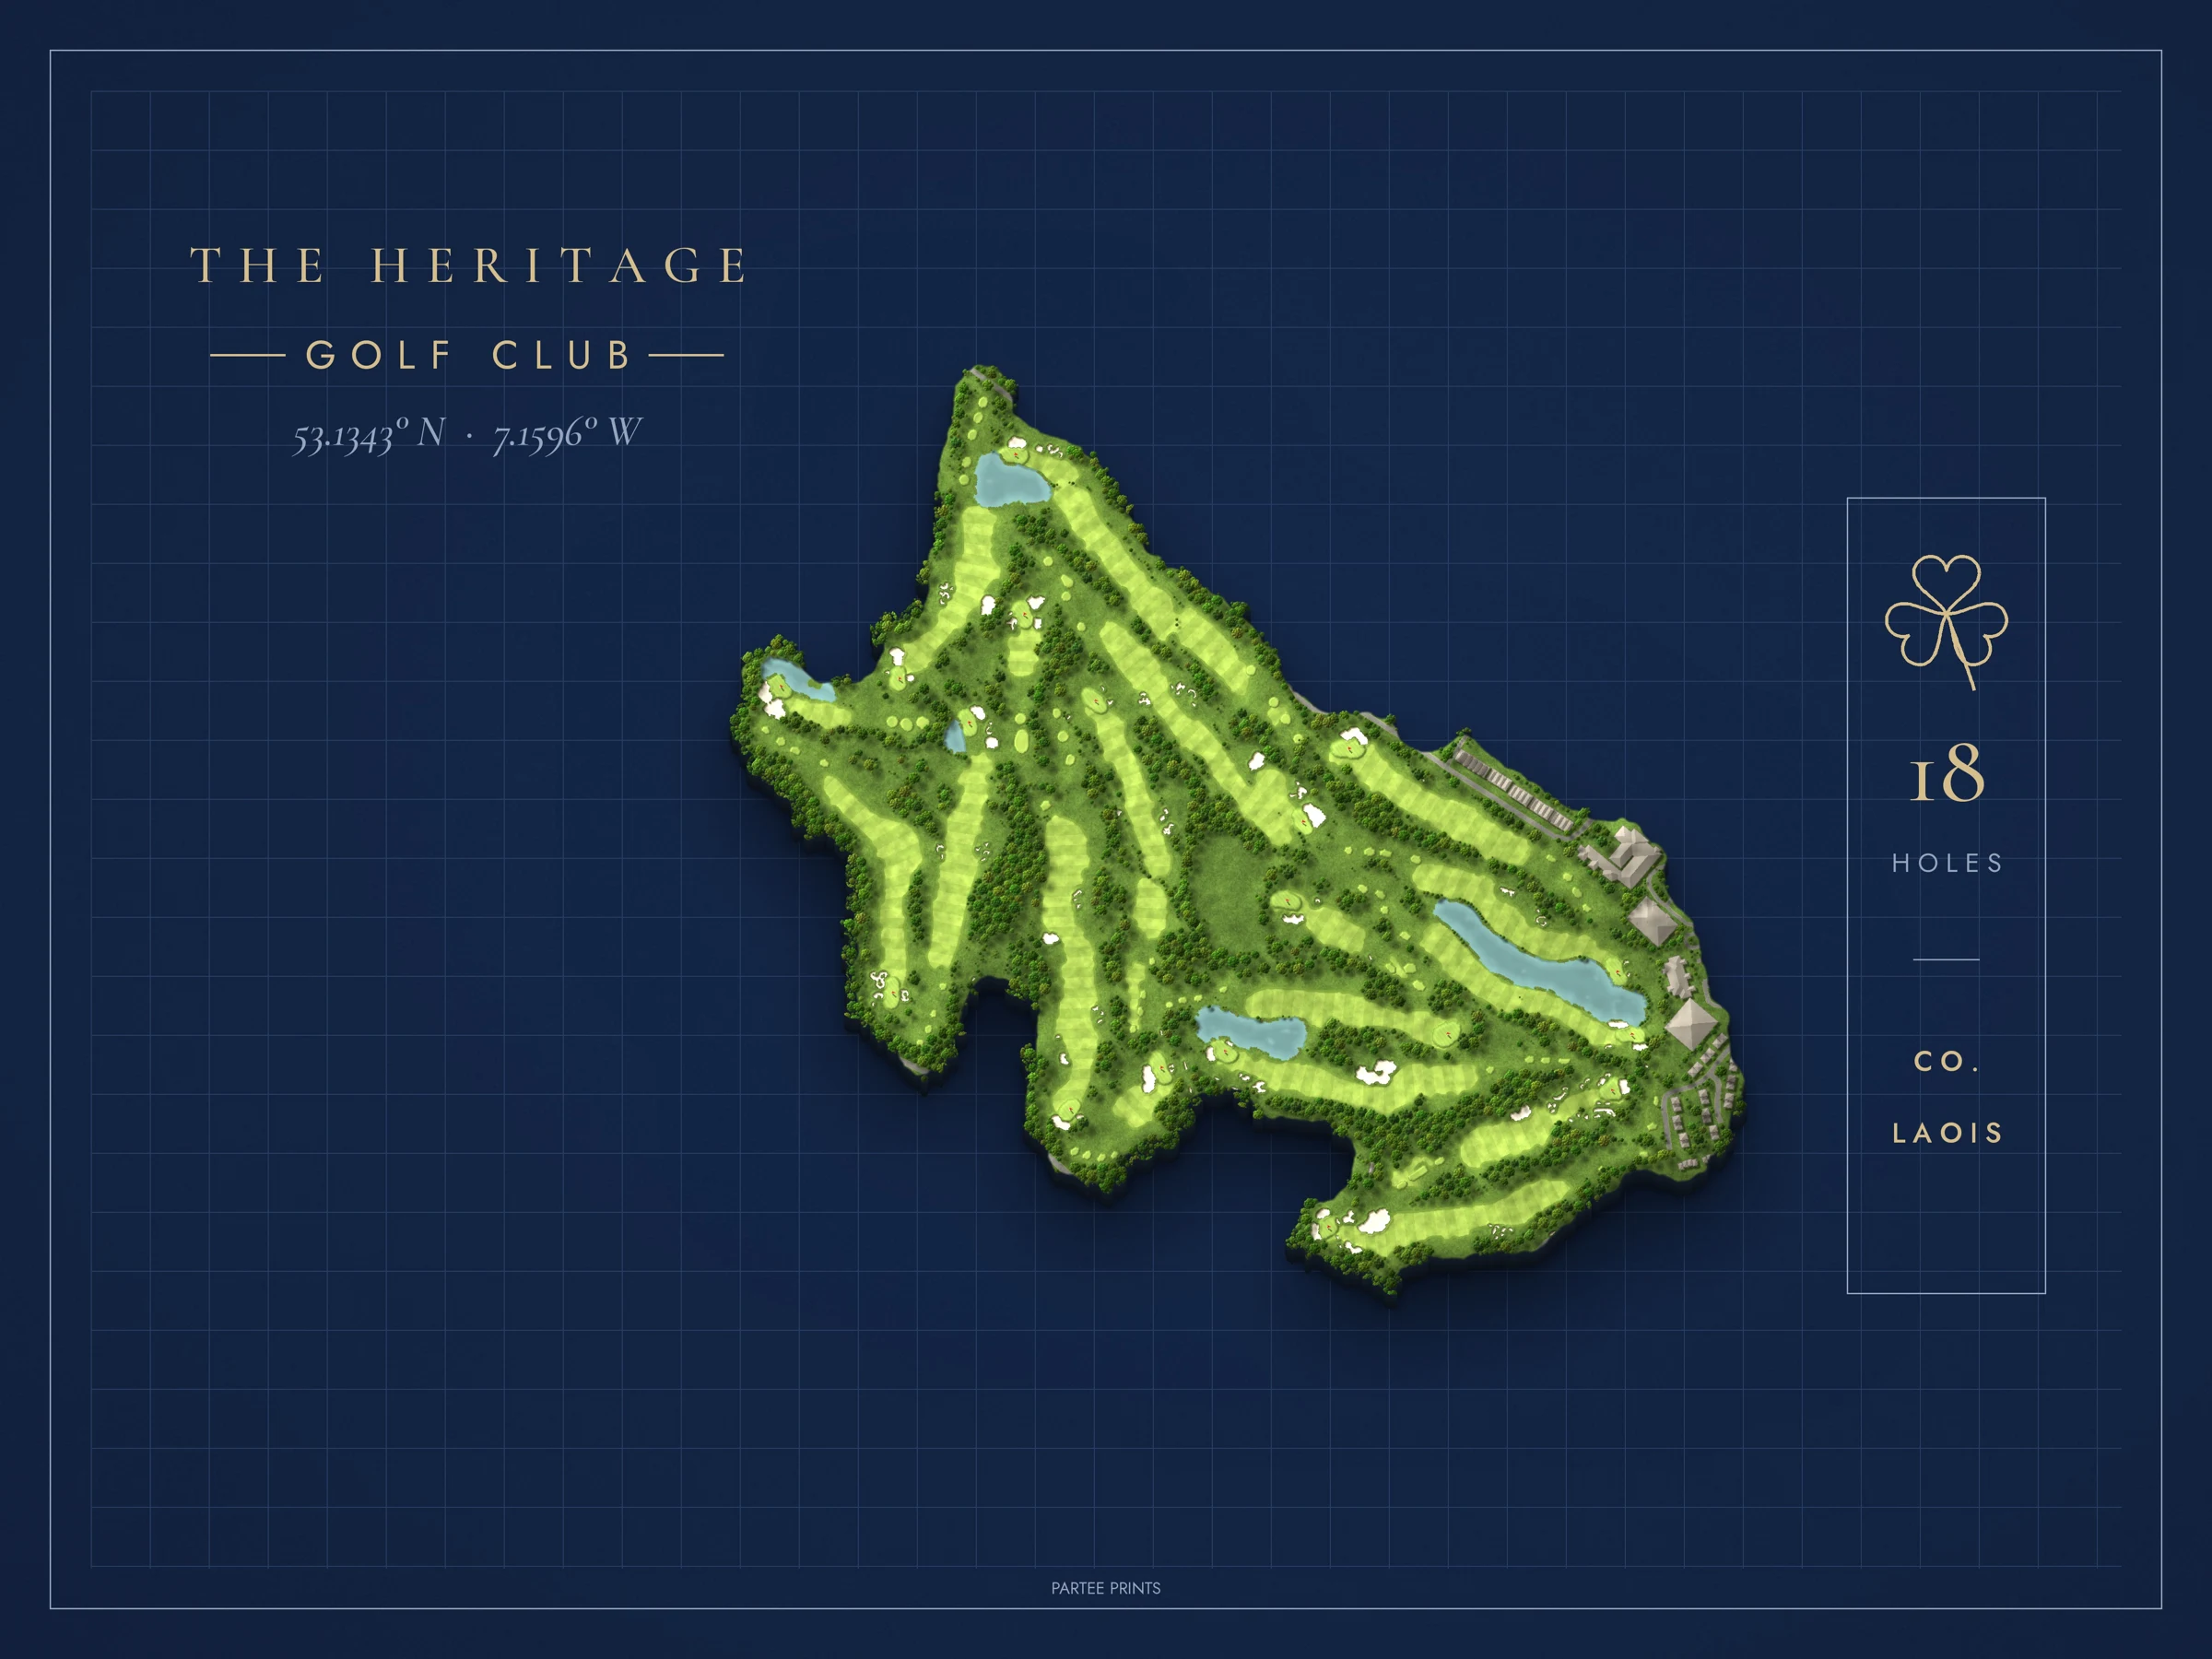 THE HERITAGE
GOLF CLUB
53.1343° N · 7.1596° W
18
HOLES
CO.
LAOIS
PARTEE PRINTS